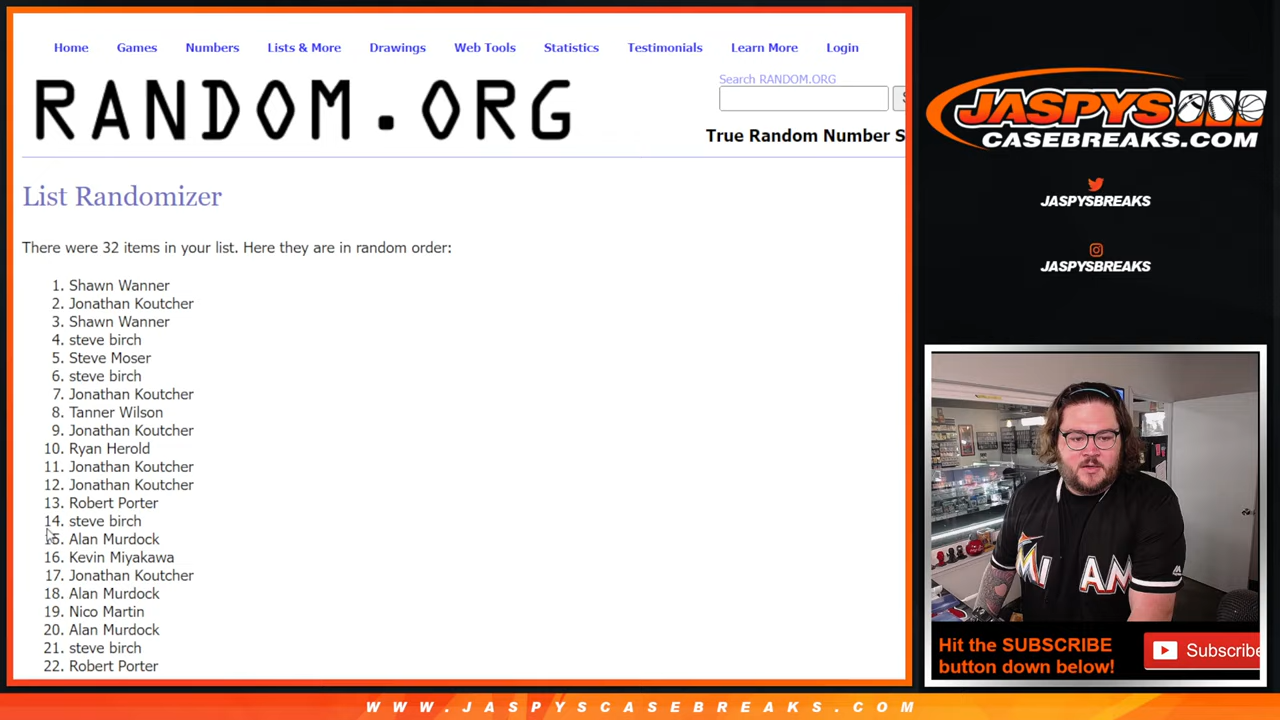 Home Games Numbers Lists & More Drawings Web Tools Statistics Testimonials Learn More Login
RANDOM.ORG
Search RANDOM.ORG
True Random Number S
List Randomizer
There were 32 items in your list. Here they are in random order:
1. Shawn Wanner
2. Jonathan Koutcher
3. Shawn Wanner
4. steve birch
5. Steve Moser
6. steve birch
7. Jonathan Koutcher
8. Tanner Wilson
9. Jonathan Koutcher
10. Ryan Herold
11. Jonathan Koutcher
12. Jonathan Koutcher
13. Robert Porter
14. steve birch
15. Alan Murdock
16. Kevin Miyakawa
17. Jonathan Koutcher
18. Alan Murdock
19. Nico Martin
20. Alan Murdock
21. steve birch
22. Robert Porter
JASPYS
CASEBREAKS.COM
JASPYSBREAKS
JASPYSBREAKS
MIAMI
Hit the SUBSCRIBE
button down below!
Subscribe
WWW.JASPYSCASEBREAKS.COM